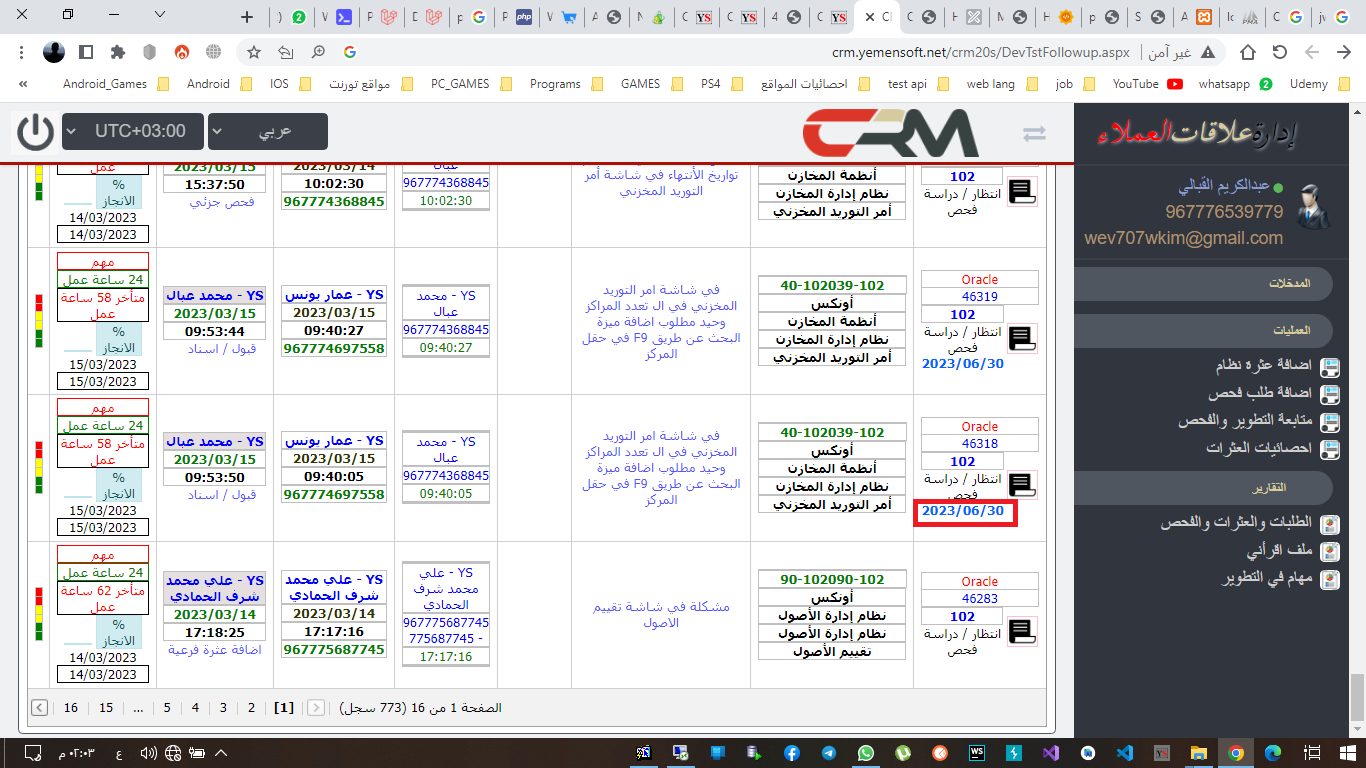 crm.yemensoft.net/crm20s/DevTstFollowup.aspx
غير آمن
Android_Games
Android
IOS
مواقع تورنت
PC_GAMES
Programs
GAMES
PS4
احصائيات المواقع
test api
web lang
job
YouTube
whatsapp
Udemy
UTC+03:00
عربي
CRM
إدارة علاقات العملاء
عبدالكريم القبالي
967776539779
wev707wkim@gmail.com
المدخلات
العمليات
اضافة عثرة نظام
اضافة طلب فحص
متابعة التطوير والفحص
احصائيات العثرات
التقارير
الطلبات والعثرات والفحص
ملف اقرأني
مهام في التطوير
102
انتظار / دراسة
فحص
أنظمة المخازن
نظام إدارة المخازن
أمر التوريد المخزني
تواريخ الأنتهاء في شاشة أمر
التوريد المخزني
عبال
967774368845
10:02:30
2023/03/14
10:02:30
967774368845
2023/03/15
15:37:50
فحص جزئي
عمل
%
الانجاز
14/03/2023
14/03/2023
Oracle
46319
102
انتظار / دراسة
فحص
2023/06/30
40-102039-102
أونكس
أنظمة المخازن
نظام إدارة المخازن
أمر التوريد المخزني
في شاشة امر التوريد
المخزني في ال تعدد المراكز
وحيد مطلوب اضافة ميزة
البحث عن طريق F9 في حقل
المركز
YS - محمد
عبال
967774368845
09:40:27
YS - عمار يونس
2023/03/15
09:40:27
967774697558
YS - محمد عبال
2023/03/15
09:53:44
قبول / اسناد
مهم
24 ساعة عمل
متأخر 58 ساعة
عمل
%
الانجاز
15/03/2023
15/03/2023
Oracle
46318
102
انتظار / دراسة
فحص
2023/06/30
40-102039-102
أونكس
أنظمة المخازن
نظام إدارة المخازن
أمر التوريد المخزني
في شاشة امر التوريد
المخزني في ال تعدد المراكز
وحيد مطلوب اضافة ميزة
البحث عن طريق F9 في حقل
المركز
YS - محمد
عبال
967774368845
09:40:05
YS - عمار يونس
2023/03/15
09:40:05
967774697558
YS - محمد عبال
2023/03/15
09:53:50
قبول / اسناد
مهم
24 ساعة عمل
متأخر 58 ساعة
عمل
%
الانجاز
15/03/2023
15/03/2023
Oracle
46283
102
انتظار / دراسة
فحص
90-102090-102
أونكس
نظام إدارة الأصول
نظام إدارة الأصول
تقييم الأصول
مشكلة في شاشة تقييم
الاصول
YS - علي
محمد شرف
الحمادي
967775687745
- 775687745
17:17:16
YS - علي محمد
شرف الحمادي
2023/03/14
17:17:16
967775687745
YS - علي محمد
شرف الحمادي
2023/03/14
17:18:25
اضافة عثرة فرعية
مهم
24 ساعة عمل
متأخر 62 ساعة
عمل
%
الانجاز
14/03/2023
14/03/2023
الصفحة 1 من 16 (773 سجل)
[1] 2 3 4 5 ... 15 16
٠٢:٠٣ م
ع